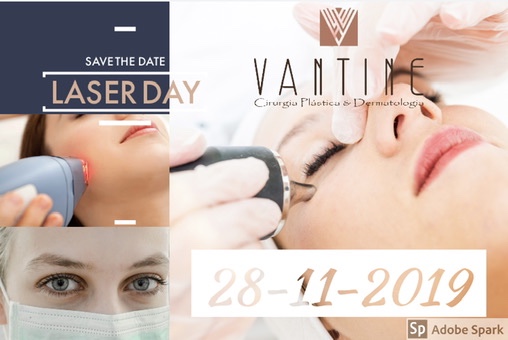 SAVE THE DATE
LASER DAY
VANTINE
Cirurgia Plástica & Dermatologia
28-11-2019
Sp Adobe Spark